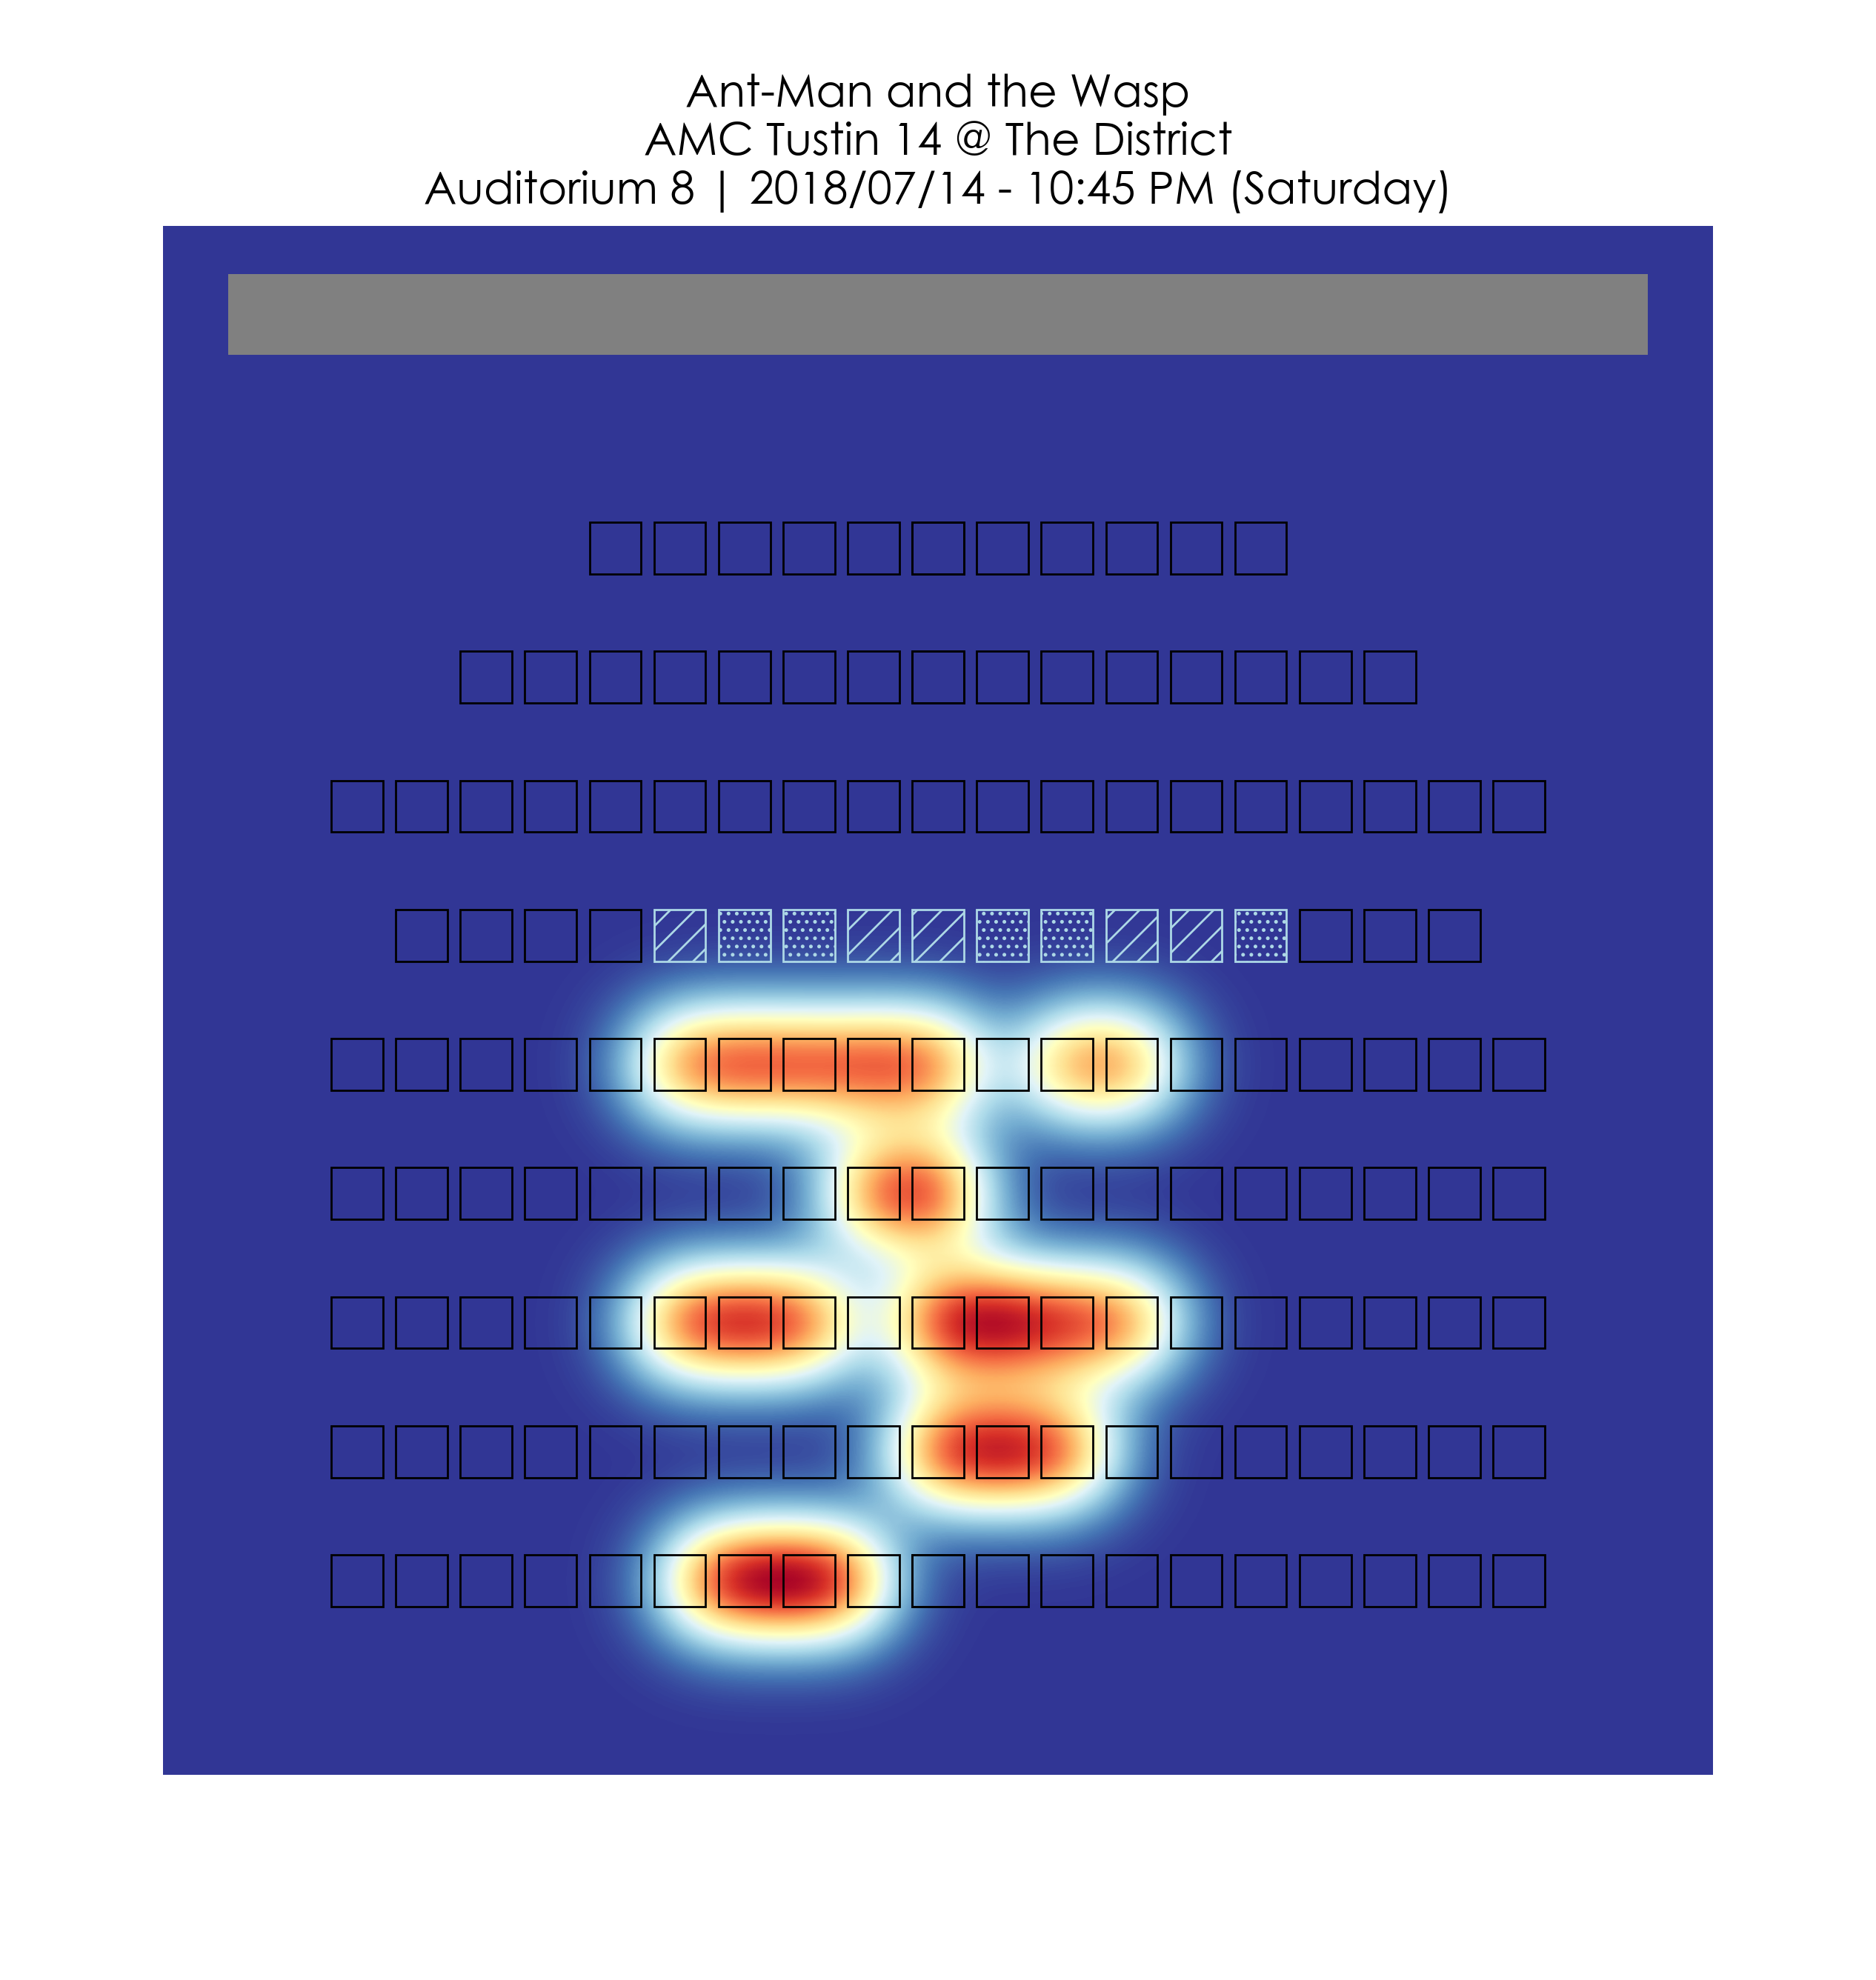 Ant-Man and the Wasp
AMC Tustin 14 @ The District
Auditorium 8 | 2018/07/14 - 10:45 PM (Saturday)